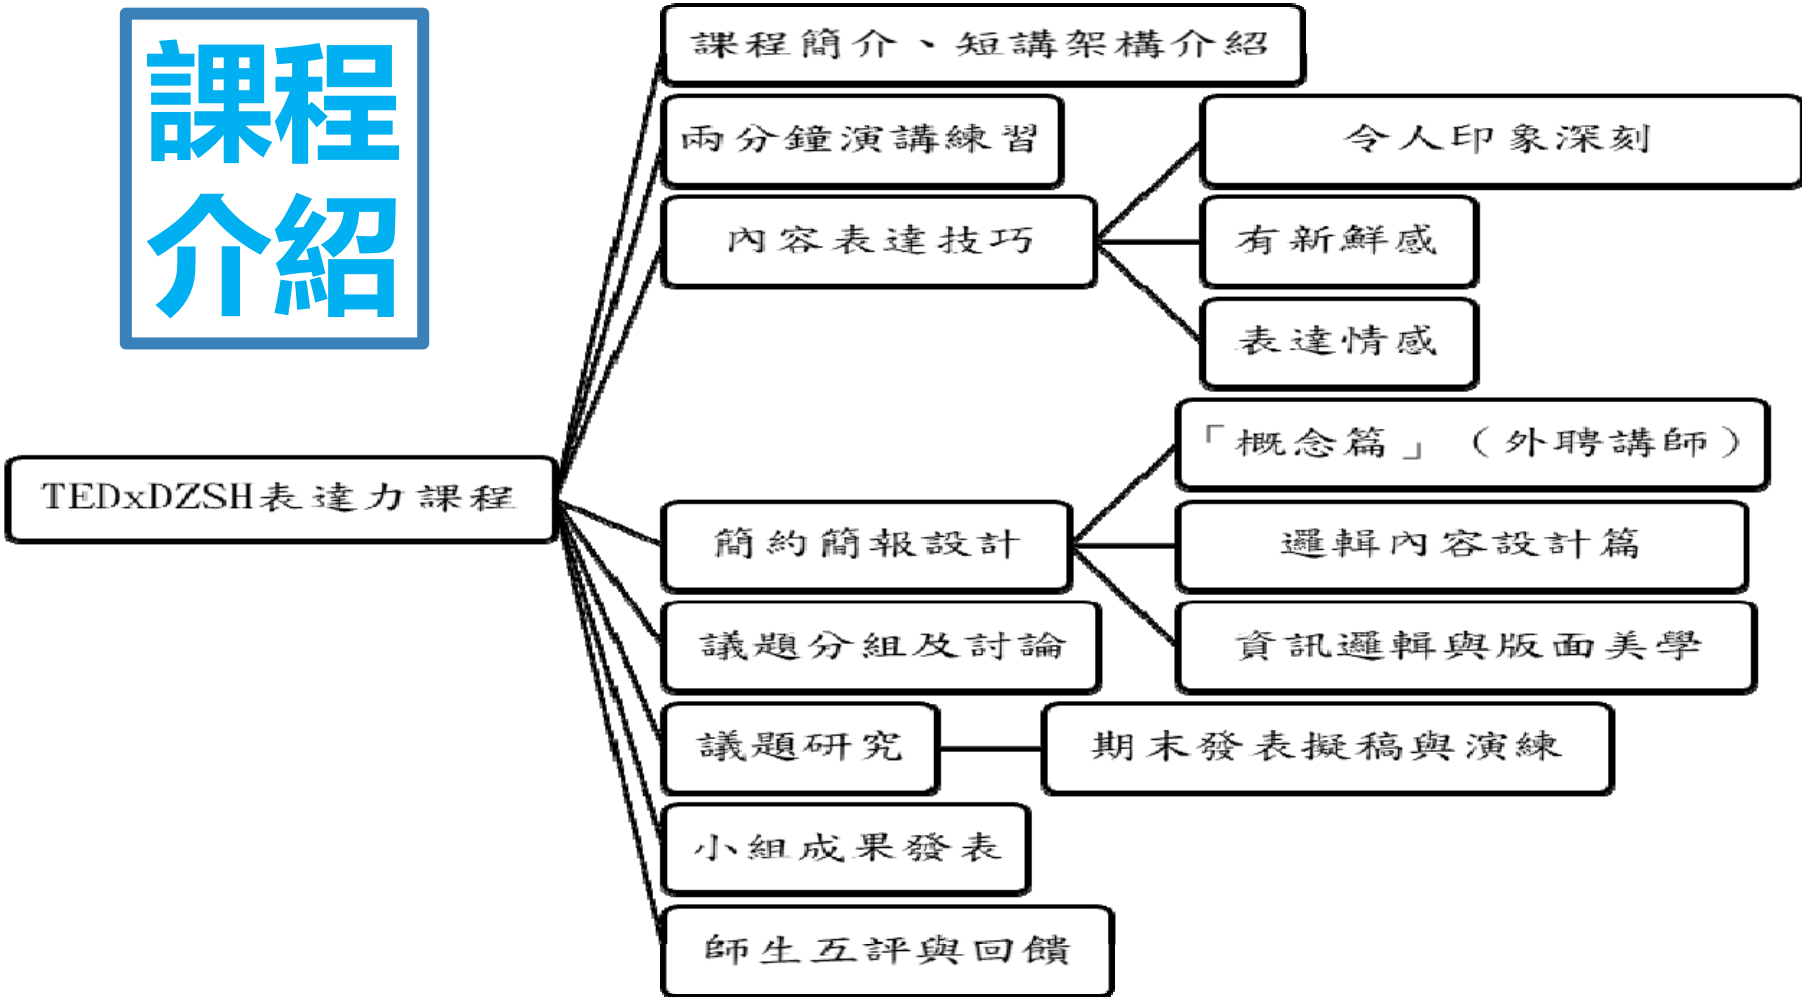 課程
介紹
TEDxDZSH表達力課程
課程簡介、短講架構介紹
兩分鐘演講練習
內容表達技巧
令人印象深刻
有新鮮感
表達情感
簡約簡報設計
「概念篇」（外聘講師）
邏輯內容設計篇
資訊邏輯與版面美學
議題分組及討論
議題研究
期末發表擬稿與演練
小組成果發表
師生互評與回饋